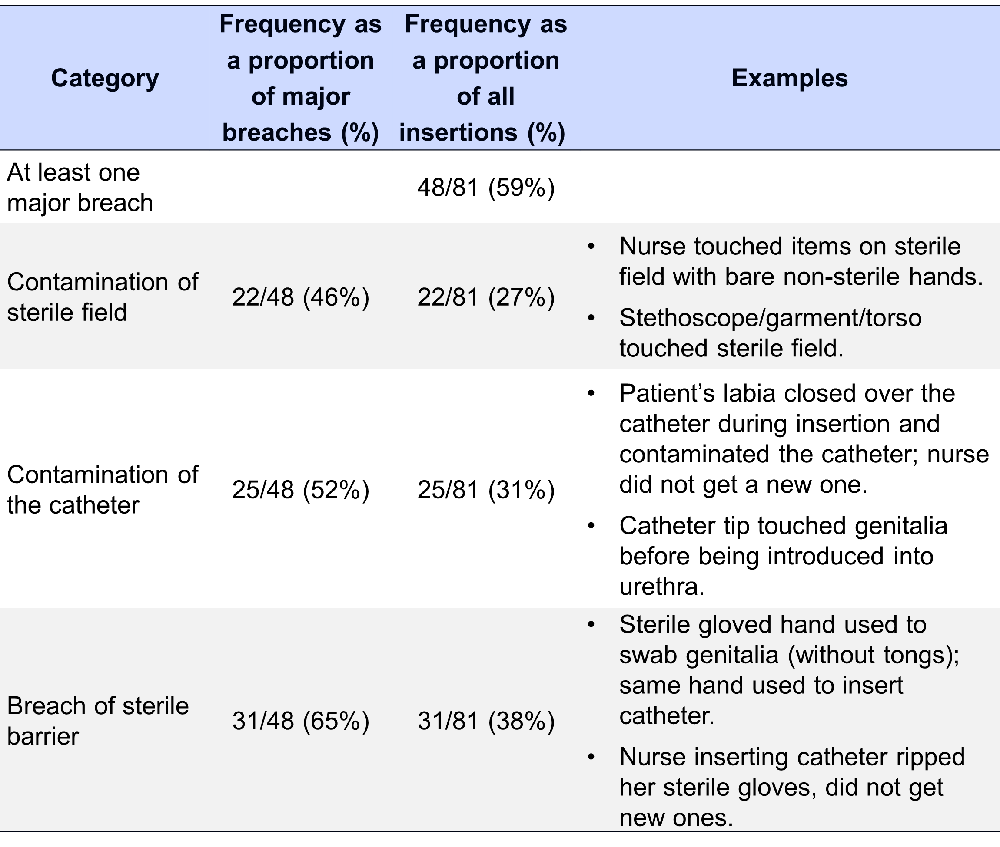 Category
Frequency as
a proportion
of major
breaches (%)
Frequency as
a proportion
of all
insertions (%)
Examples
At least one
major breach
48/81 (59%)
Contamination of
sterile field
22/48 (46%)
22/81 (27%)
• Nurse touched items on sterile
field with bare non-sterile hands.
• Stethoscope/garment/torso
touched sterile field.
Contamination of
the catheter
25/48 (52%)
25/81 (31%)
• Patient’s labia closed over the
catheter during insertion and
contaminated the catheter; nurse
did not get a new one.
• Catheter tip touched genitalia
before being introduced into
urethra.
Breach of sterile
barrier
31/48 (65%)
31/81 (38%)
• Sterile gloved hand used to
swab genitalia (without tongs);
same hand used to insert
catheter.
• Nurse inserting catheter ripped
her sterile gloves, did not get
new ones.